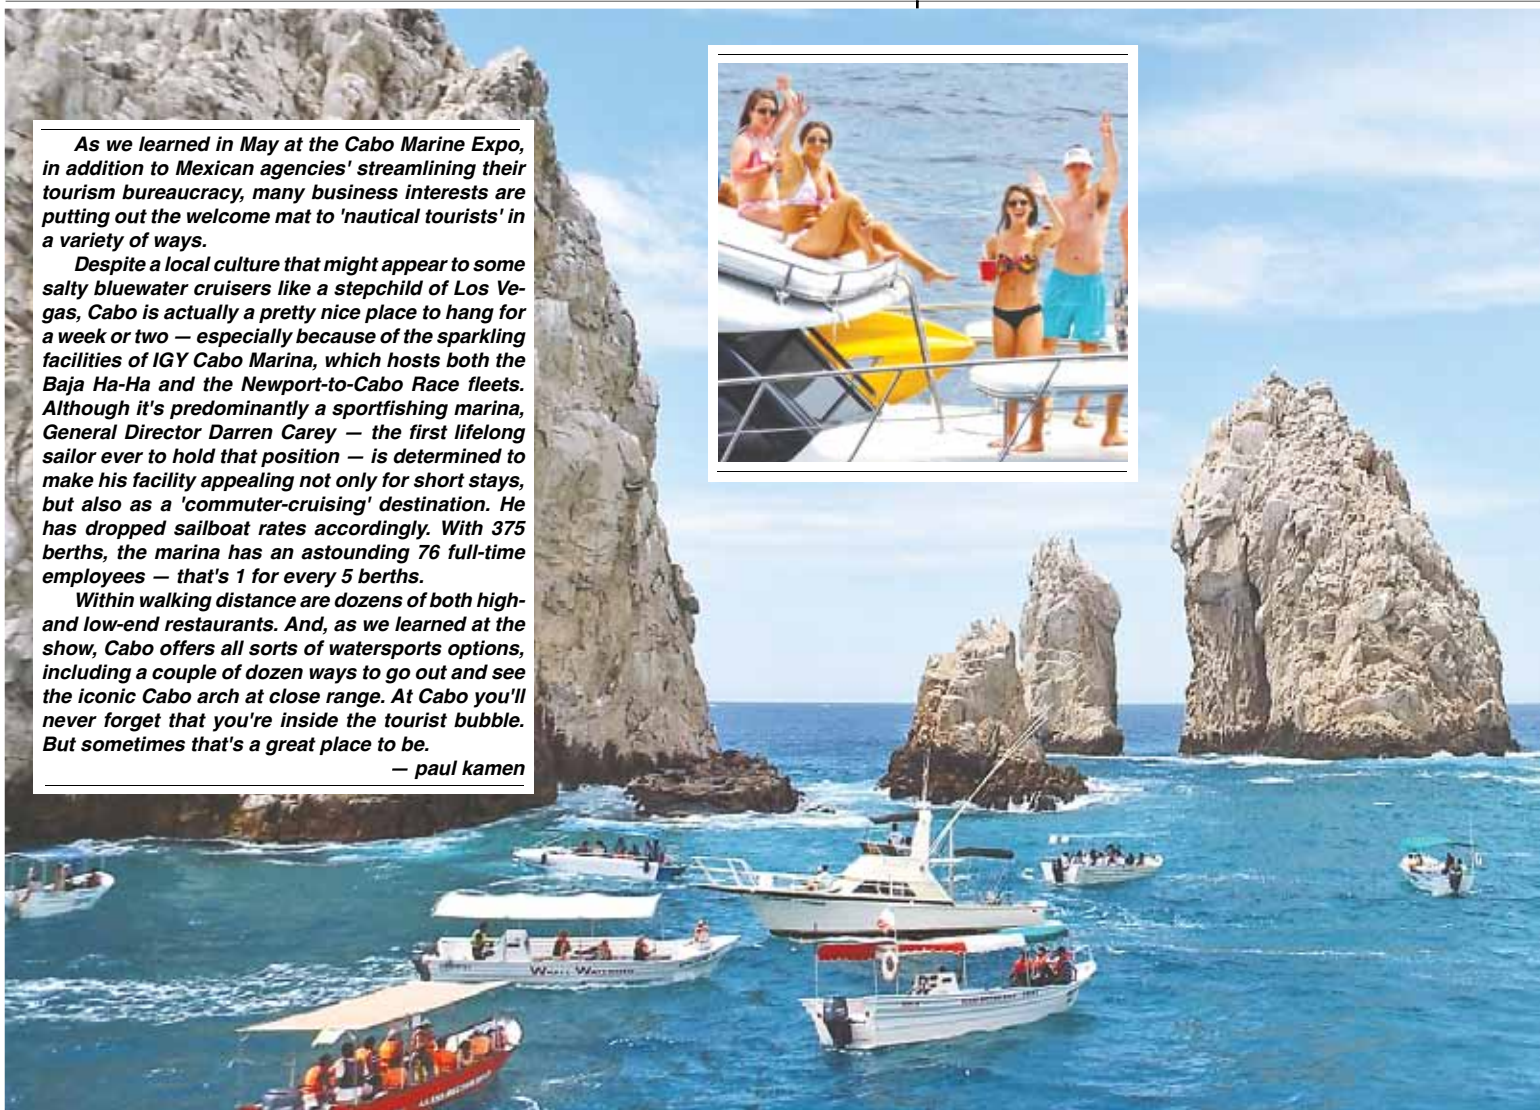 As we learned in May at the Cabo Marine Expo,
in addition to Mexican agencies' streamlining their
tourism bureaucracy, many business interests are
putting out the welcome mat to 'nautical tourists' in
a variety of ways.
Despite a local culture that might appear to some
salty bluewater cruisers like a stepchild of Los Ve-
gas, Cabo is actually a pretty nice place to hang for
a week or two — especially because of the sparkling
facilities of IGY Cabo Marina, which hosts both the
Baja Ha-Ha and the Newport-to-Cabo Race fleets.
Although it's predominantly a sportfishing marina,
General Director Darren Carey — the first lifelong
sailor ever to hold that position — is determined to
make his facility appealing not only for short stays,
but also as a 'commuter-cruising' destination. He
has dropped sailboat rates accordingly. With 375
berths, the marina has an astounding 76 full-time
employees — that's 1 for every 5 berths.
Within walking distance are dozens of both high-
and low-end restaurants. And, as we learned at the
show, Cabo offers all sorts of watersports options,
including a couple of dozen ways to go out and see
the iconic Cabo arch at close range. At Cabo you'll
never forget that you're inside the tourist bubble.
But sometimes that's a great place to be.
— paul kamen